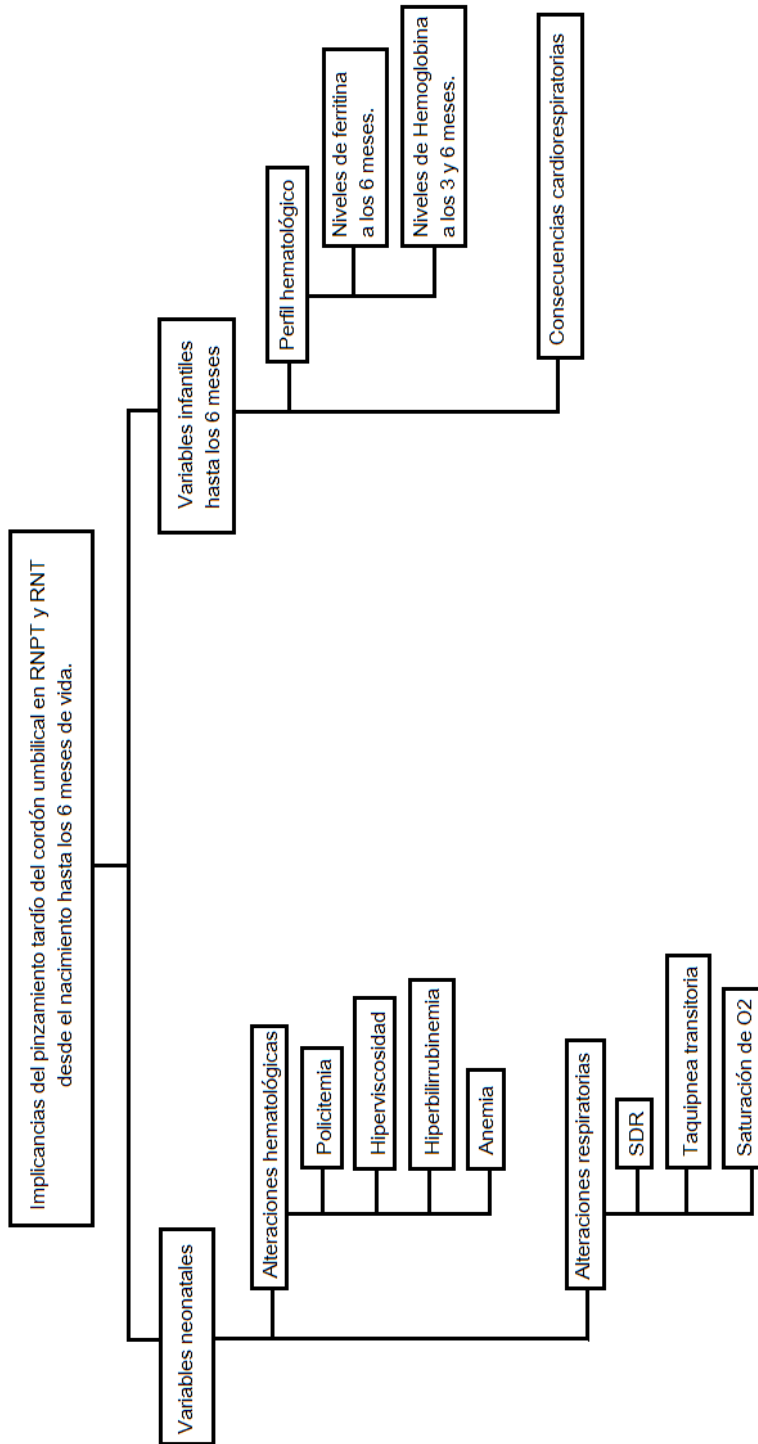 Implicancias del pinzamiento tardío del cordón umbilical en RNPT y RNT
desde el nacimiento hasta los 6 meses de vida.
Variables neonatales
Alteraciones hematológicas
Policitemia
Hiperviscosidad
Hiperbilirrubinemia
Anemia
Alteraciones respiratorias
SDR
Taquipnea transitoria
Saturación de O2
Variables infantiles
hasta los 6 meses
Perfil hematológico
Niveles de ferritina
a los 6 meses.
Niveles de Hemoglobina
a los 3 y 6 meses.
Consecuencias cardiorespiratorias